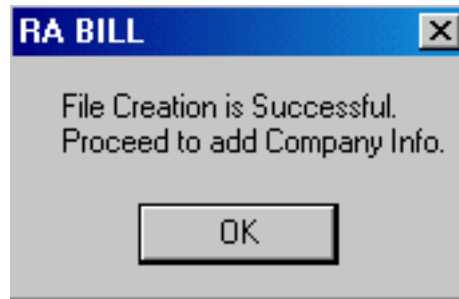 RA BILL
File Creation is Successful.
Proceed to add Company Info.
OK